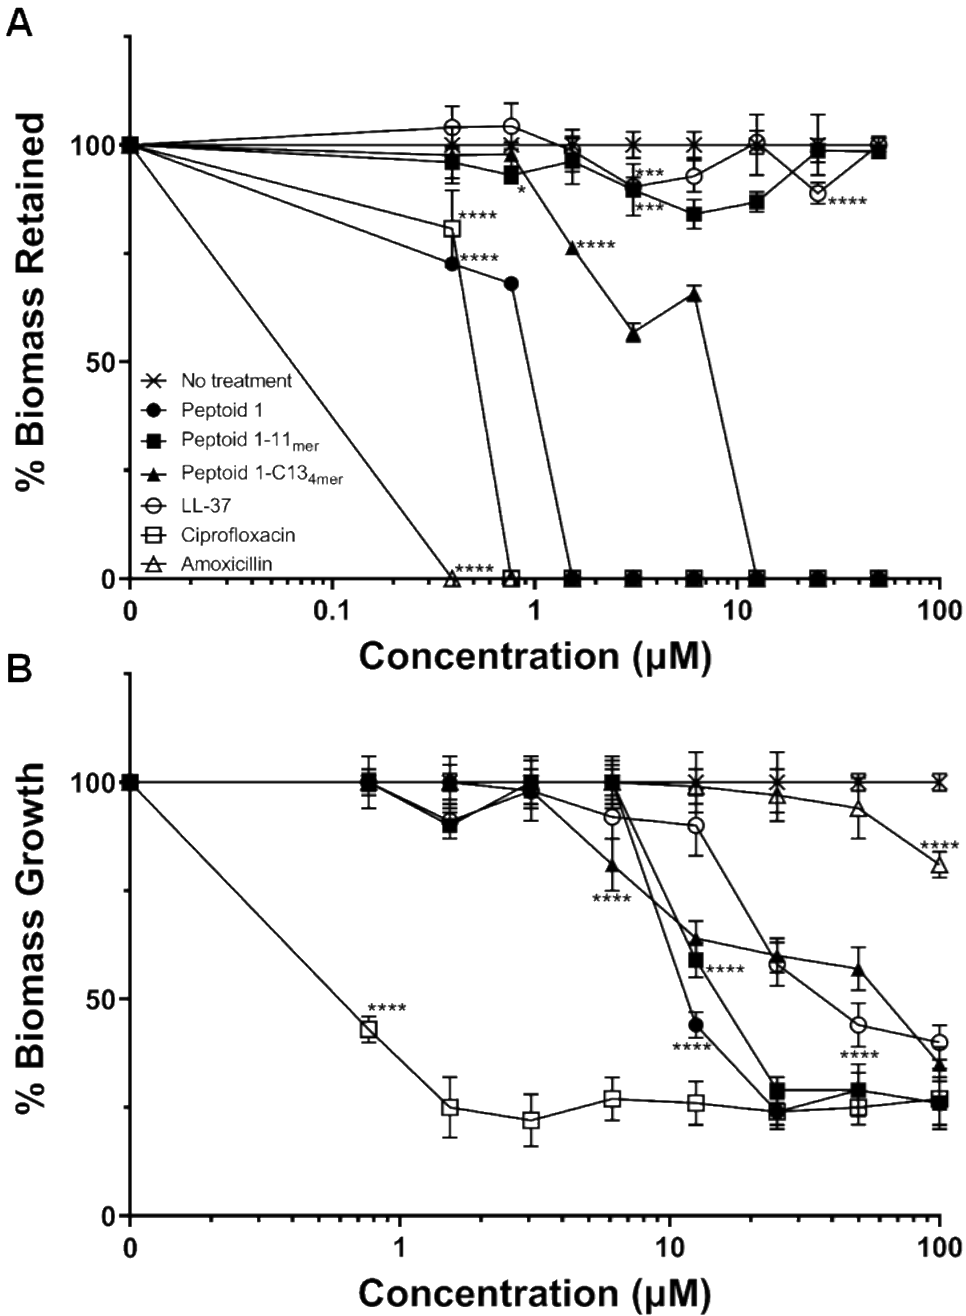 A
% Biomass Retained
100
50
0
****
****
*
****
***
***
****
****
No treatment
Peptoid 1
Peptoid 1-11mer
Peptoid 1-C134mer
LL-37
Ciprofloxacin
Amoxicillin
0 0.1 1 10 100
Concentration (µM)
B
% Biomass Growth
100
50
0
****
****
****
****
****
****
0 1 10 100
Concentration (µM)